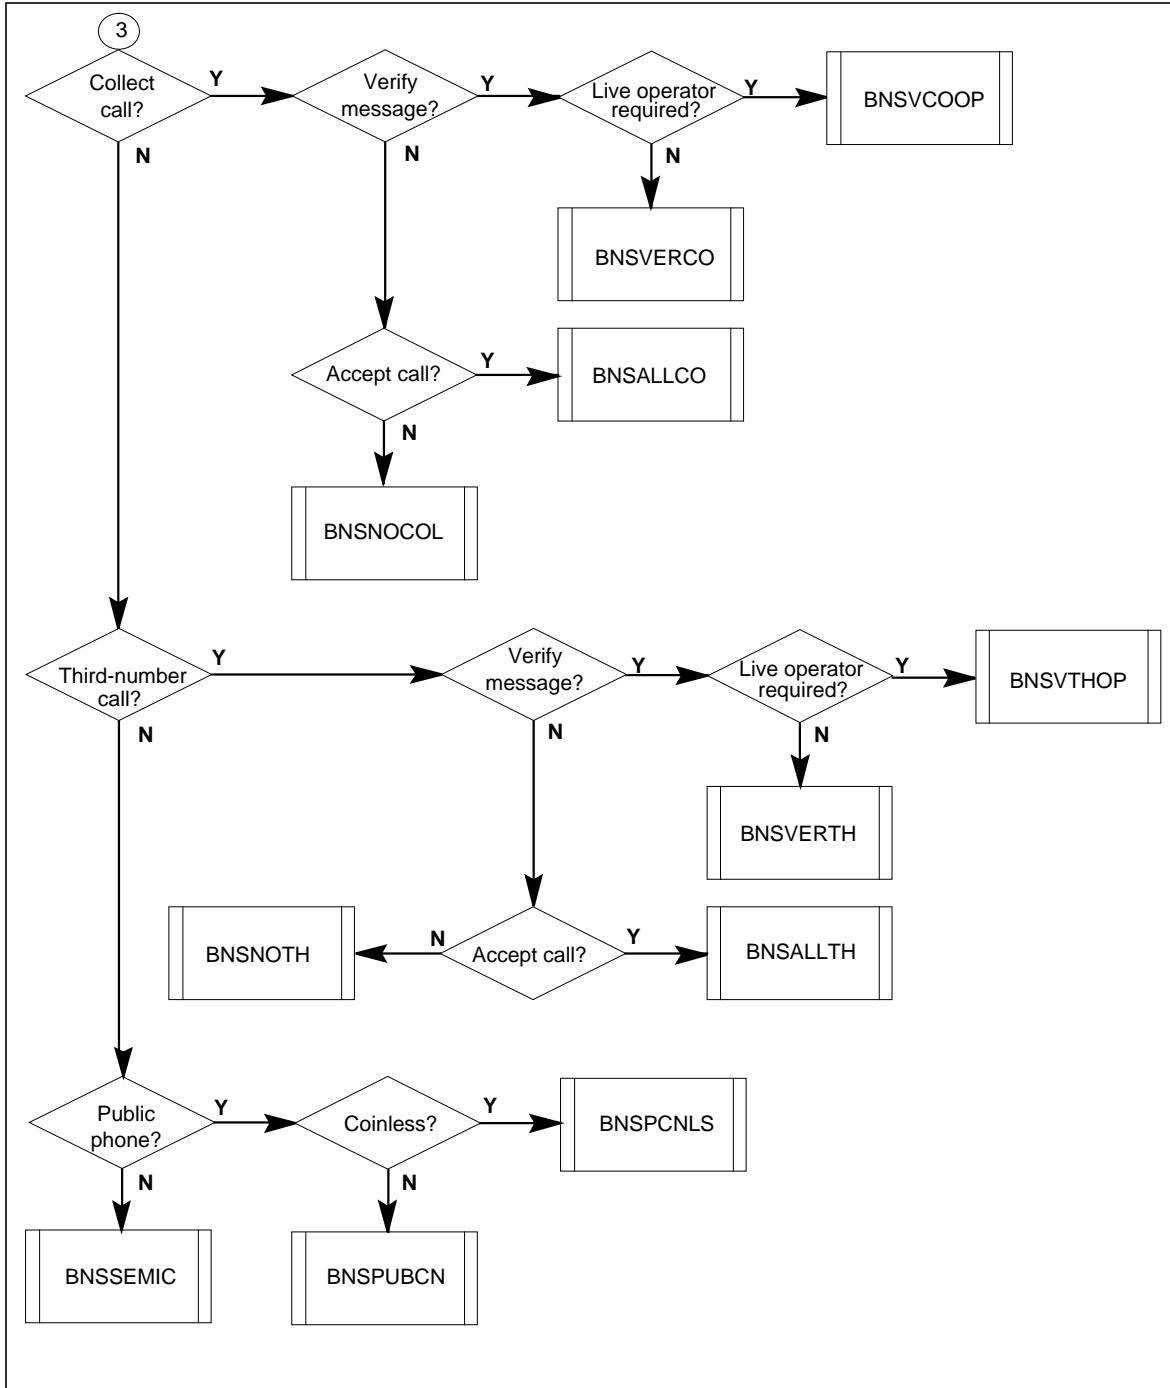 3
Collect
call?
Y
N
Verify
message?
Y
N
Live operator
required?
Y
N
BNSVCOOP
BNSVERCO
Accept call?
Y
N
BNSALLCO
BNSNOCOL
Third-number
call?
Y
N
Verify
message?
Y
N
Live operator
required?
Y
N
BNSVTHOP
BNSVERTH
BNSNOTH
N
Accept call?
Y
BNSALLTH
Public
phone?
Y
N
Coinless?
Y
N
BNSPCNLS
BNSSEMIC
BNSPUBCN